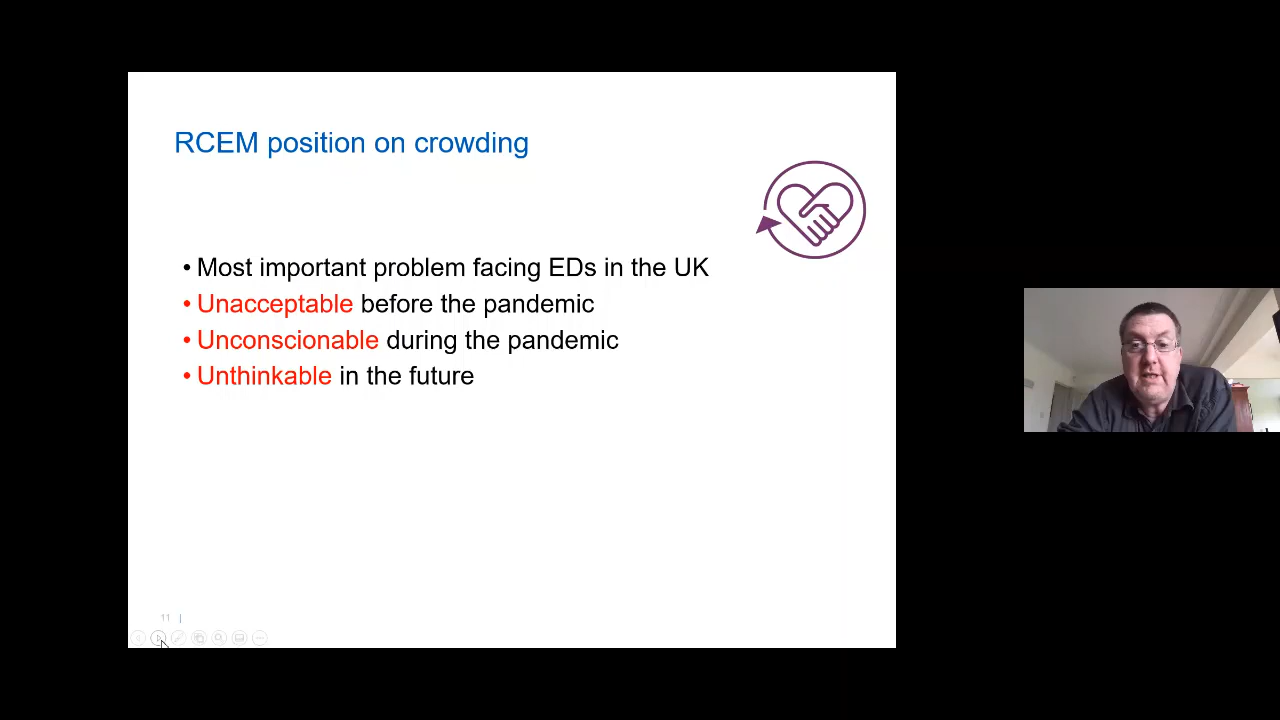 RCEM position on crowding
• Most important problem facing EDs in the UK
• Unacceptable before the pandemic
• Unconscionable during the pandemic
• Unthinkable in the future
11 |